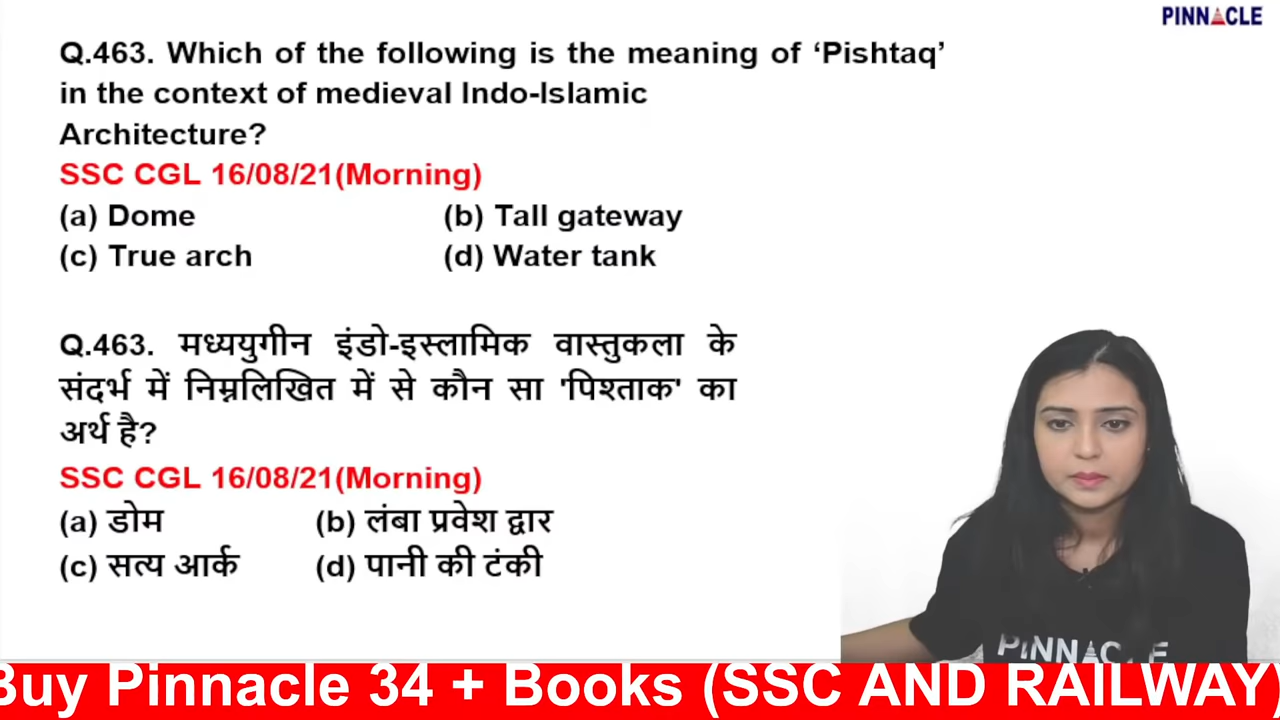 PINNACLE
Q.463. Which of the following is the meaning of ‘Pishtaq’
in the context of medieval Indo-Islamic
Architecture?
SSC CGL 16/08/21(Morning)
(a) Dome (b) Tall gateway
(c) True arch (d) Water tank
Q.463. मध्ययुगीन इंडो-इस्लामिक वास्तुकला के
संदर्भ में निम्नलिखित में से कौन सा 'पिश्ताक' का
अर्थ है?
SSC CGL 16/08/21(Morning)
(a) डोम (b) लंबा प्रवेश द्वार
(c) सत्य आर्क (d) पानी की टंकी
PINNACLE
Buy Pinnacle 34 + Books (SSC AND RAILWAY)